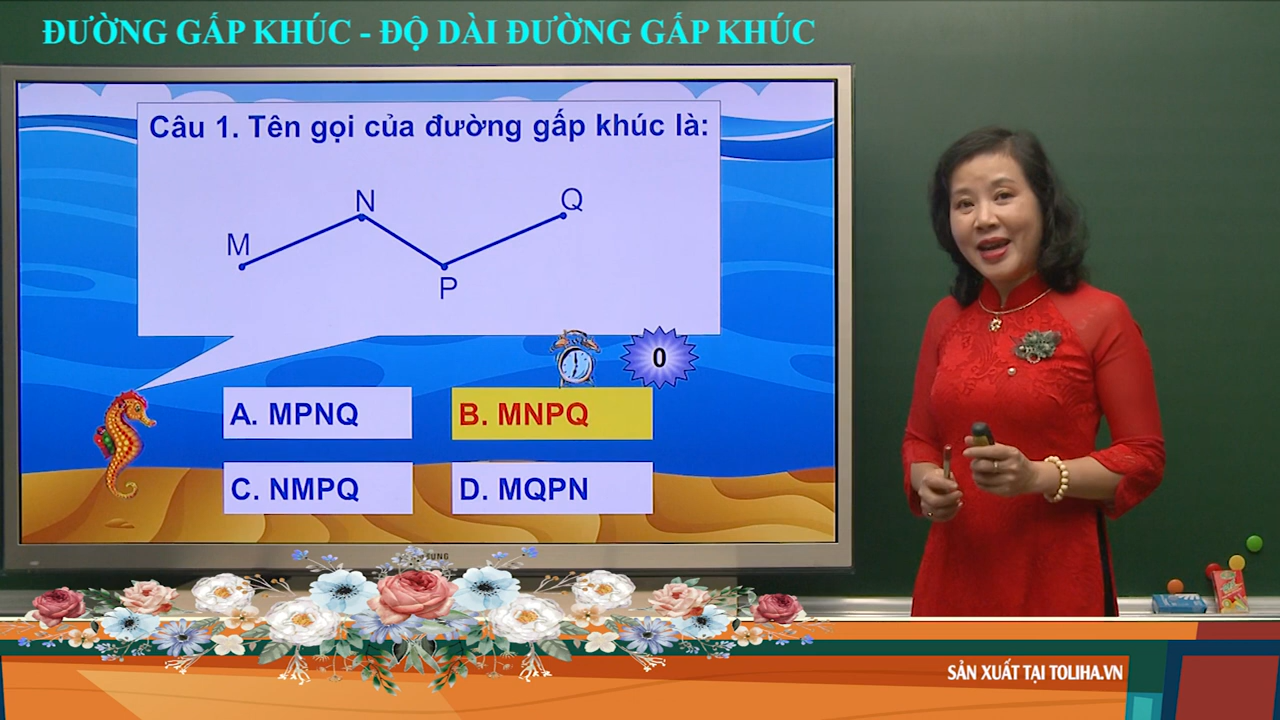 ĐƯỜNG GẤP KHÚC - ĐỘ DÀI ĐƯỜNG GẤP KHÚC
Câu 1. Tên gọi của đường gấp khúc là:
N
Q
M
P
0
A. MPNQ
B. MNPQ
C. NMPQ
D. MQPN
SẢN XUẤT TẠI TOLIHA.VN